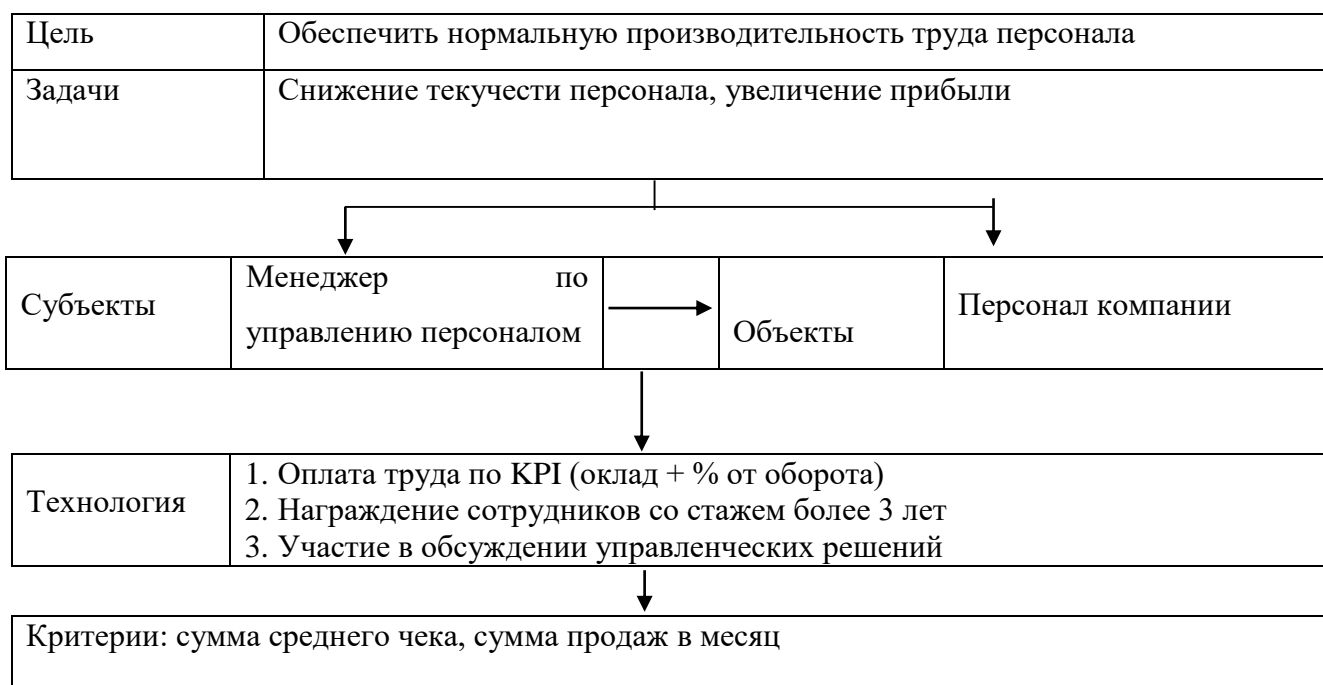 Цель
Обеспечить нормальную производительность труда персонала
Задачи
Снижение текучести персонала, увеличение прибыли
Субъекты
Менеджер по
управлению персоналом
Объекты
Персонал компании
Технология
1. Оплата труда по KPI (оклад + % от оборота)
2. Награждение сотрудников со стажем более 3 лет
3. Участие в обсуждении управленческих решений
Критерии: сумма среднего чека, сумма продаж в месяц